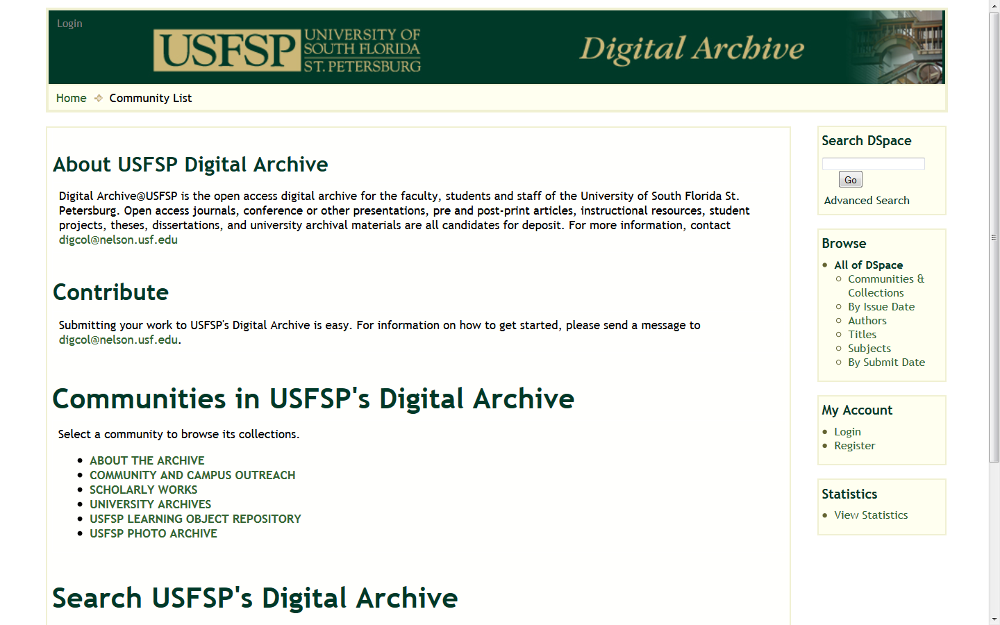 Login
USFSP UNIVERSITY OF
SOUTH FLORIDA
ST. PETERSBURG
Digital Archive
Home Community List
About USFSP Digital Archive
Digital Archive@USFSP is the open access digital archive for the faculty, students and staff of the University of South Florida St.
Petersburg. Open access journals, conference or other presentations, pre and post-print articles, instructional resources, student
projects, theses, dissertations, and university archival materials are all candidates for deposit. For more information, contact
digcol@nelson.usf.edu
Contribute
Submitting your work to USFSP's Digital Archive is easy. For information on how to get started, please send a message to
digcol@nelson.usf.edu.
Communities in USFSP's Digital Archive
Select a community to browse its collections.
ABOUT THE ARCHIVE
COMMUNITY AND CAMPUS OUTREACH
SCHOLARLY WORKS
UNIVERSITY ARCHIVES
USFSP LEARNING OBJECT REPOSITORY
USFSP PHOTO ARCHIVE
Search USFSP's Digital Archive
Search DSpace
Go
Advanced Search
Browse
All of DSpace
Communities &
Collections
By Issue Date
Authors
Titles
Subjects
By Submit Date
My Account
Login
Register
Statistics
View Statistics